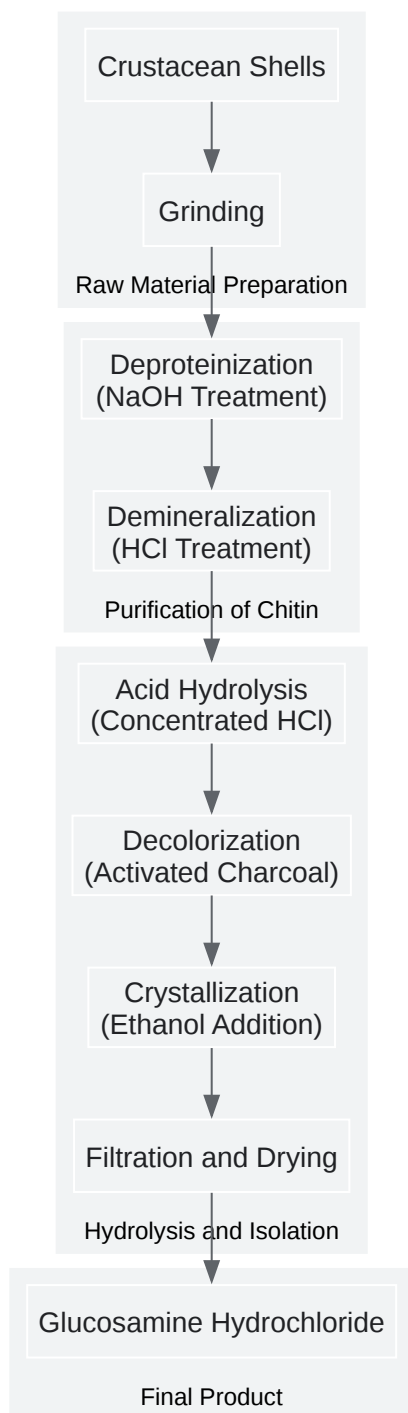 Crustacean Shells
Grinding
Raw Material Preparation
Deproteinization
(NaOH Treatment)
Demineralization
(HCl Treatment)
Purification of Chitin
Acid Hydrolysis
(Concentrated HCl)
Decolorization
(Activated Charcoal)
Crystallization
(Ethanol Addition)
Filtration and Drying
Hydrolysis and Isolation
Glucosamine Hydrochloride
Final Product